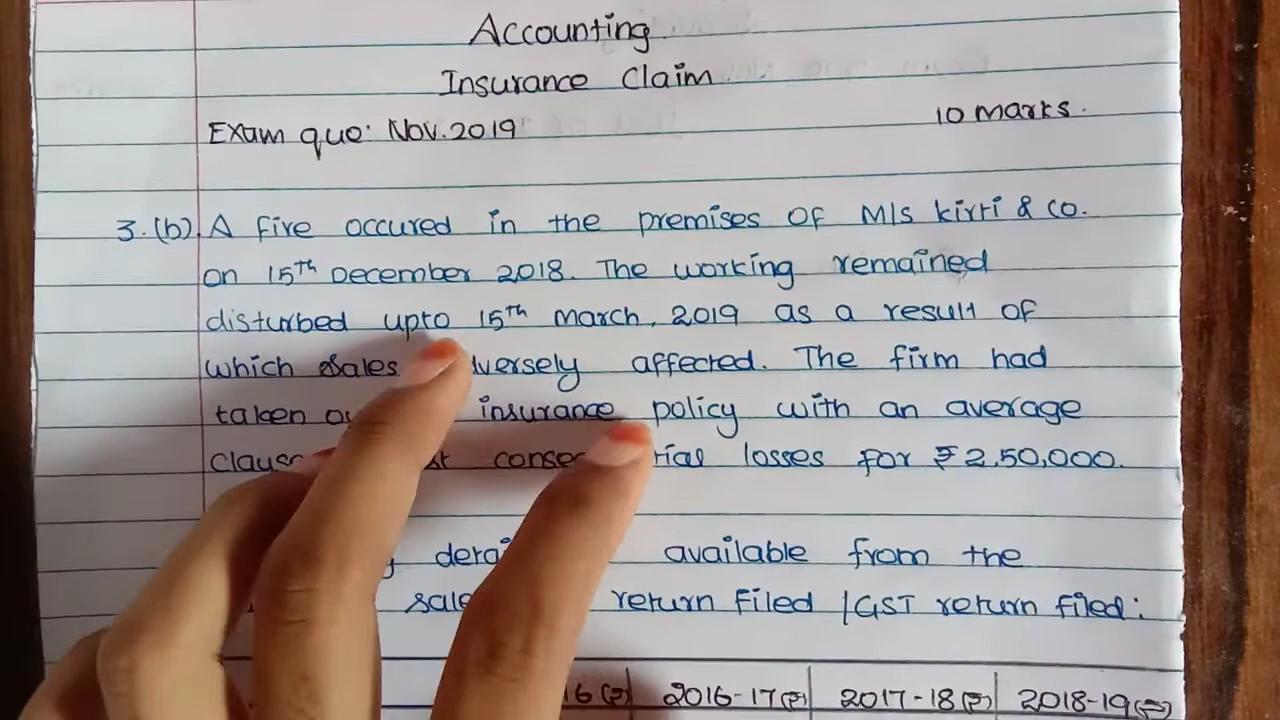 Accounting
Insurance Claim
Exam que: Nov. 2019
10 marks.
3.(b) A fire occured in the premises of M/s kirti & co.
on 15th December 2018. The working remained
disturbed upto 15th march, 2019 as a result of
which sales affected. The firm had
taken insurance policy with an average
losses for ₹ 2,50,000.
available from the
return filed /GST return filed:
2016-17(₹) 2017-18(₹) 2018-19(₹)